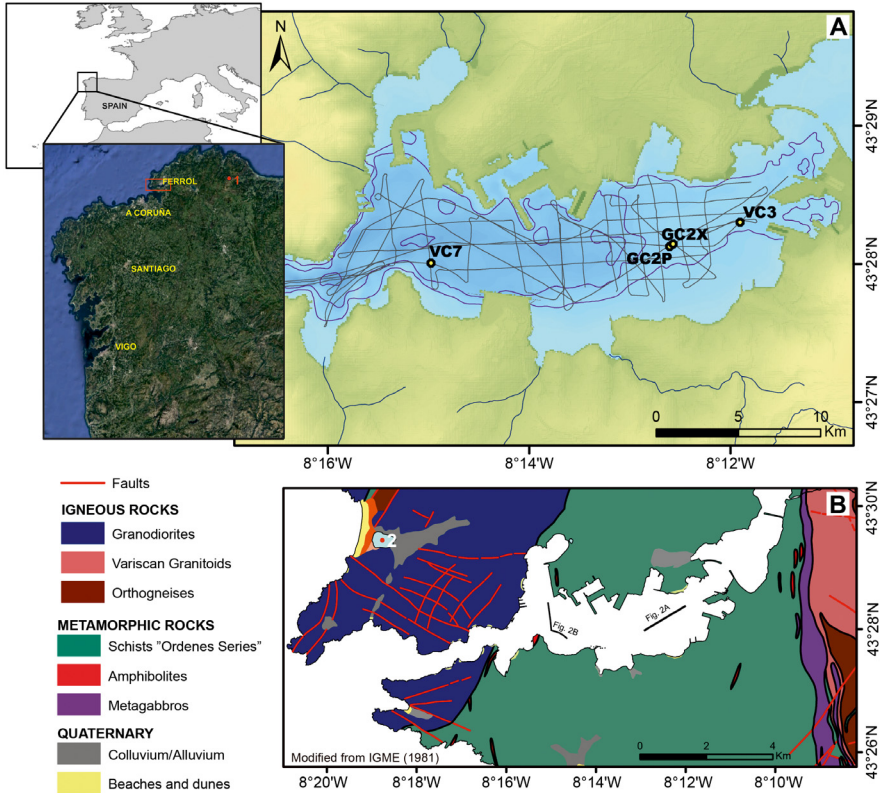 SPAIN
FERROL
1
A CORUÑA
SANTIAGO
VIGO
A
N
VC7
GC2P
GC2X
VC3
0 5 10
Km
43°29'N
43°28'N
43°27'N
8°16'W 8°14'W 8°12'W
Faults
IGNEOUS ROCKS
Granodiorites
Variscan Granitoids
Orthogneises
METAMORPHIC ROCKS
Schists "Ordenes Series"
Amphibolites
Metagabbros
QUATERNARY
Colluvium/Alluvium
Beaches and dunes
B
2
Fig. 2B
Fig. 2A
Modified from IGME (1981)
0 2 4
Km
43°30'N
43°28'N
43°26'N
8°20'W 8°18'W 8°16'W 8°14'W 8°12'W 8°10'W